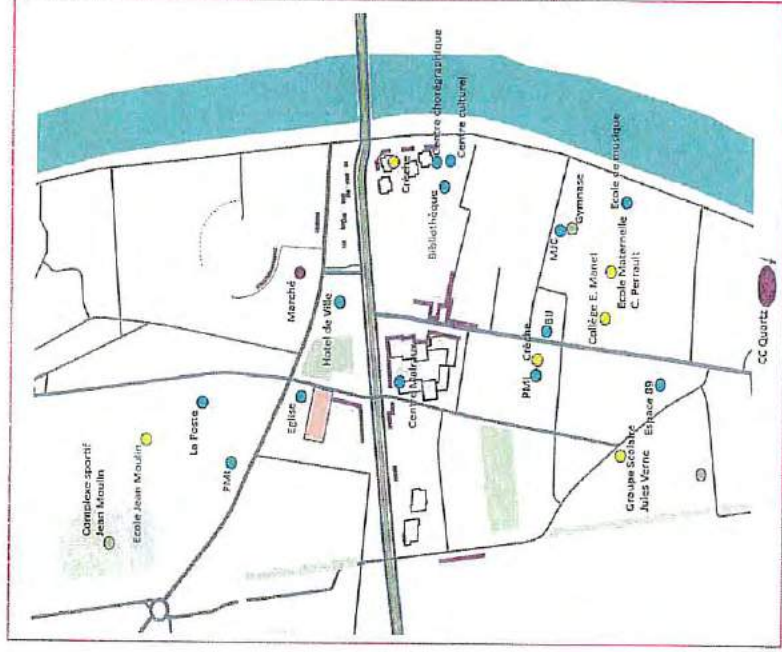 Complexe sportif
Jean Moulin
Ecole Jean Moulin
La Poste
PMI
Eglise
Marché
Hôtel de Ville
Crèche
Centre chorégraphique
Centre culturel
Bibliothèque
Centre Malraux
MJC
Gymnase
Ecole de musique
Crèche
PMI
BIJ
Collège E. Manet
Ecole Maternelle
C. Perrault
Espace 89
Groupe Scolaire
Jules Verne
CC Quartz